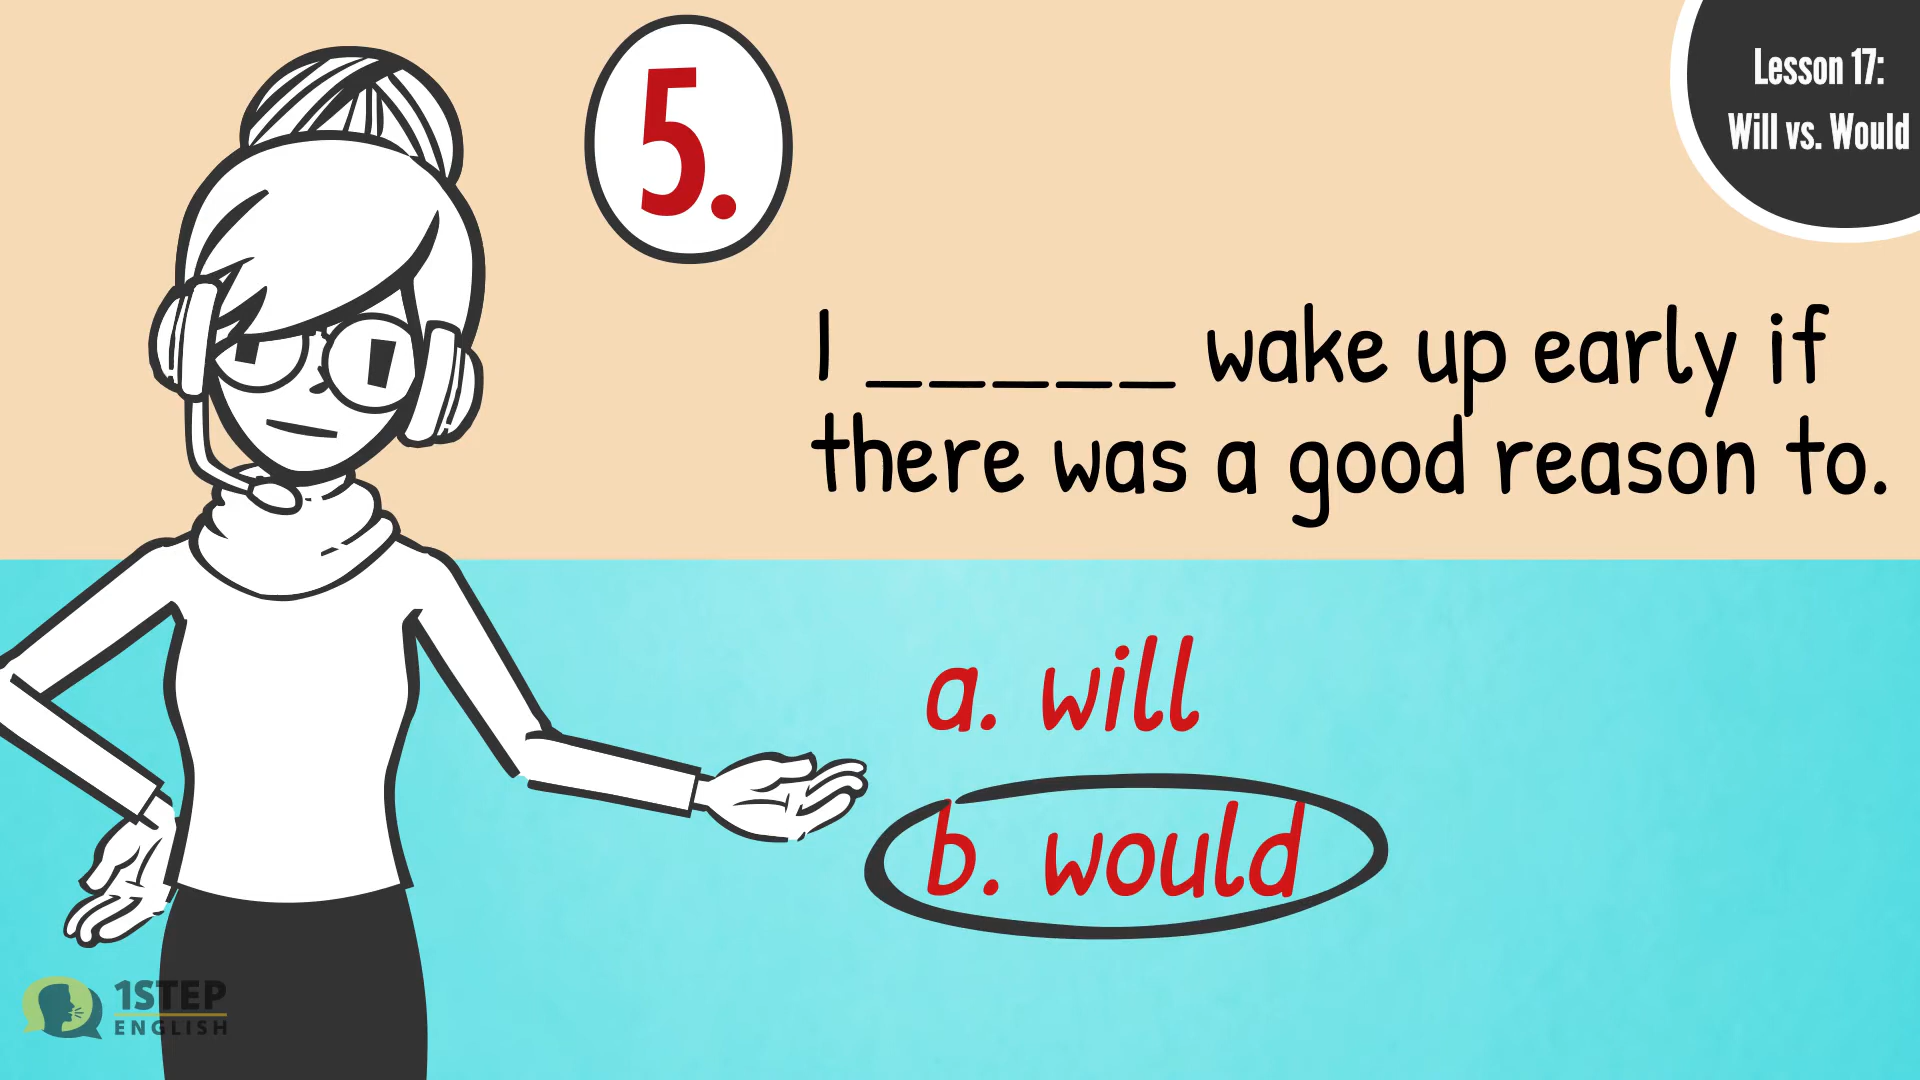 5.
Lesson 17:
Will vs. Would
I _____ wake up early if
there was a good reason to.
a. will
b. would
1STEP
ENGLISH